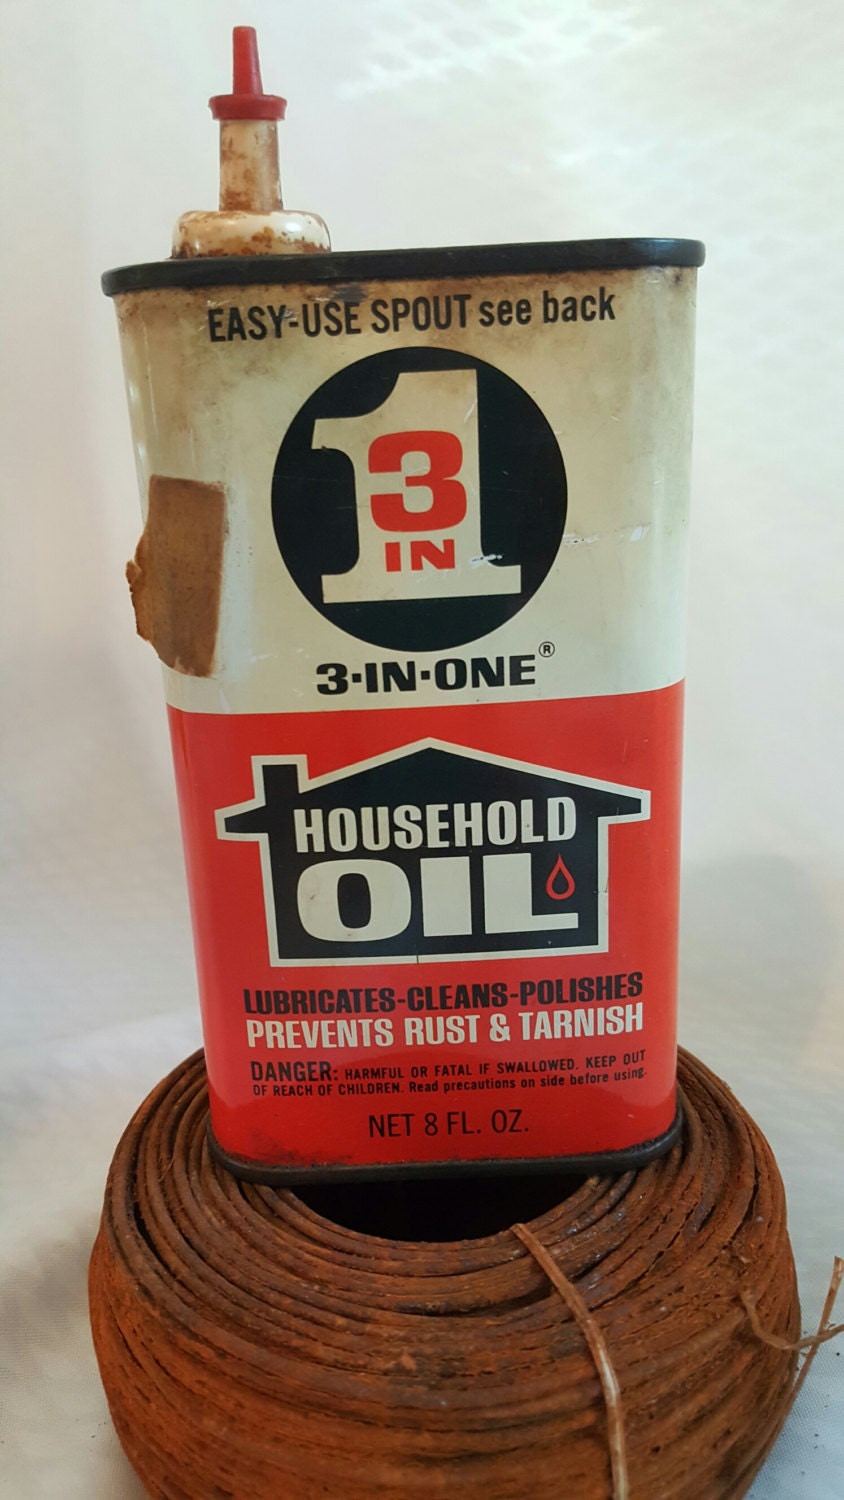 EASY-USE SPOUT see back
1
3
IN
3-IN-ONE®
HOUSEHOLD
OIL
LUBRICATES-CLEANS-POLISHES
PREVENTS RUST & TARNISH
DANGER: HARMFUL OR FATAL IF SWALLOWED. KEEP OUT
OF REACH OF CHILDREN. Read precautions on side before using.
NET 8 FL. OZ.